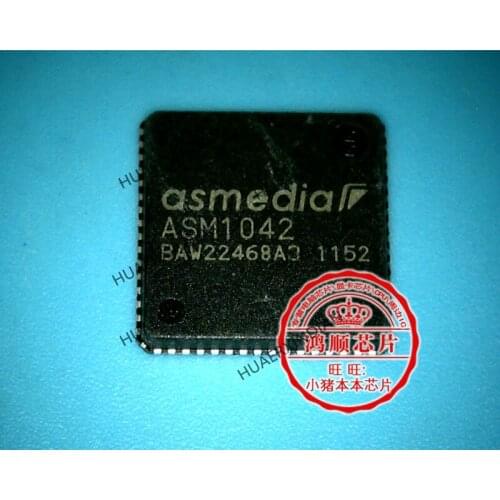 asmedia
ASM1042
BAW22468A3 1152
鸿顺芯片
旺 旺:
小猪本本芯片